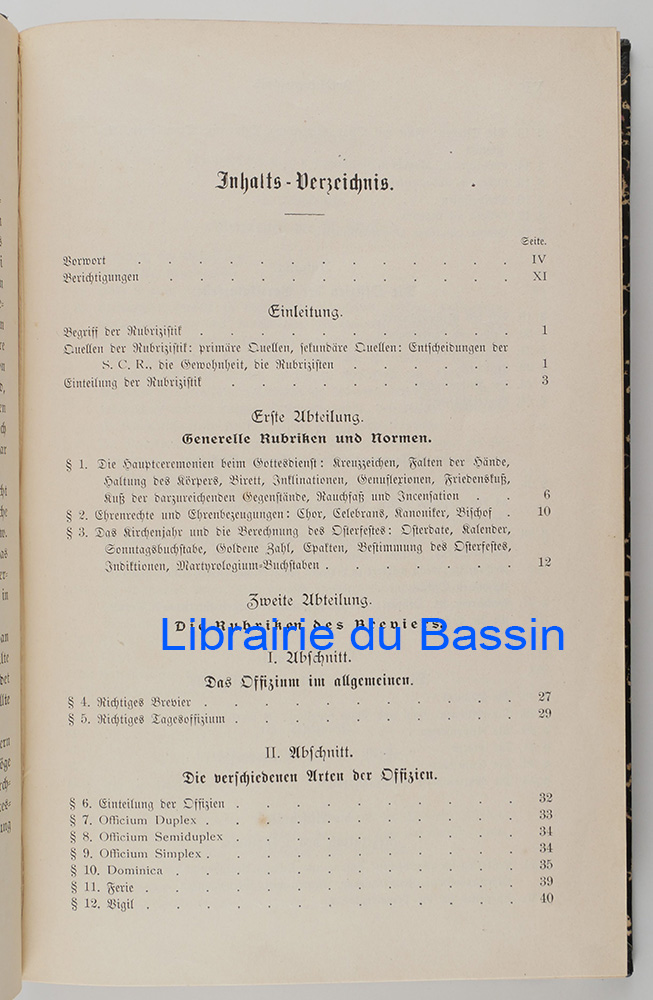 Inhalts-Verzeichnis.
Seite.
Vorwort . . . . . . . . . . . . IV
Berichtigungen . . . . . . . . . . . XI
Einleitung.
Begriff der Rubrizistik . . . . . . . . . . 1
Quellen der Rubrizistik: primäre Quellen, sekundäre Quellen: Entscheidungen der
S. C. R., die Gewohnheit, die Rubrizisten . . . . . 1
Einteilung der Rubrizistik . . . . . . . . . 3
Erste Abteilung.
Generelle Rubriken und Normen.
§ 1. Die Hauptceremonien beim Gottesdienst: Kreuzzeichen, Falten der Hände,
Haltung des Körpers, Birett, Inklinationen, Genuflexionen, Friedenskuß,
Kuß der darzureichenden Gegenstände, Rauchfaß und Incensation . . 6
§ 2. Ehrenrechte und Ehrenbezeugungen: Chor, Celebrans, Kanoniker, Bischof . 10
§ 3. Das Kirchenjahr und die Berechnung des Osterfestes: Osterdate, Kalender,
Sonntagsbuchstabe, Goldene Zahl, Epakten, Bestimmung des Osterfestes,
Indiktionen, Martyrologium-Buchstaben . . . . . . 12
Zweite Abteilung.
Die Rubriken des Breviers.
Librairie du Bassin
I. Abschnitt.
Das Offizium im allgemeinen.
§ 4. Richtiges Brevier . . . . . . . . . . 27
§ 5. Richtiges Tagesoffizium . . . . . . . . . 29
II. Abschnitt.
Die verschiedenen Arten der Offizien.
§ 6. Einteilung der Offizien . . . . . . . . . 32
§ 7. Officium Duplex . . . . . . . . . . 33
§ 8. Officium Semiduplex . . . . . . . . . 34
§ 9. Officium Simplex . . . . . . . . . . 34
§ 10. Dominica . . . . . . . . . . . 35
§ 11. Ferie . . . . . . . . . . . . 39
§ 12. Vigil . . . . . . . . . . . . 40